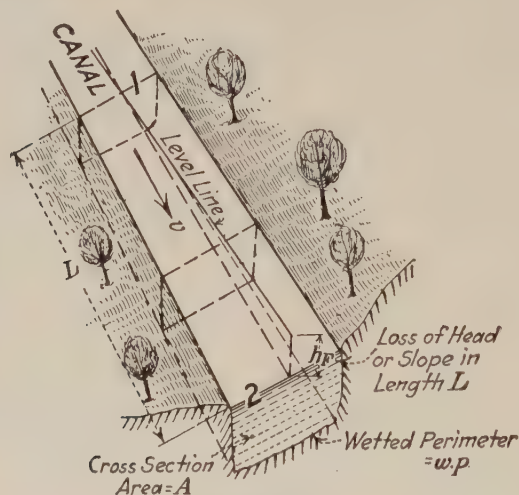 CANAL
1
Level Line
v
L
hF
Loss of Head
or Slope in
Length L
2
Wetted Perimeter
=w.p.
Cross Section
Area=A